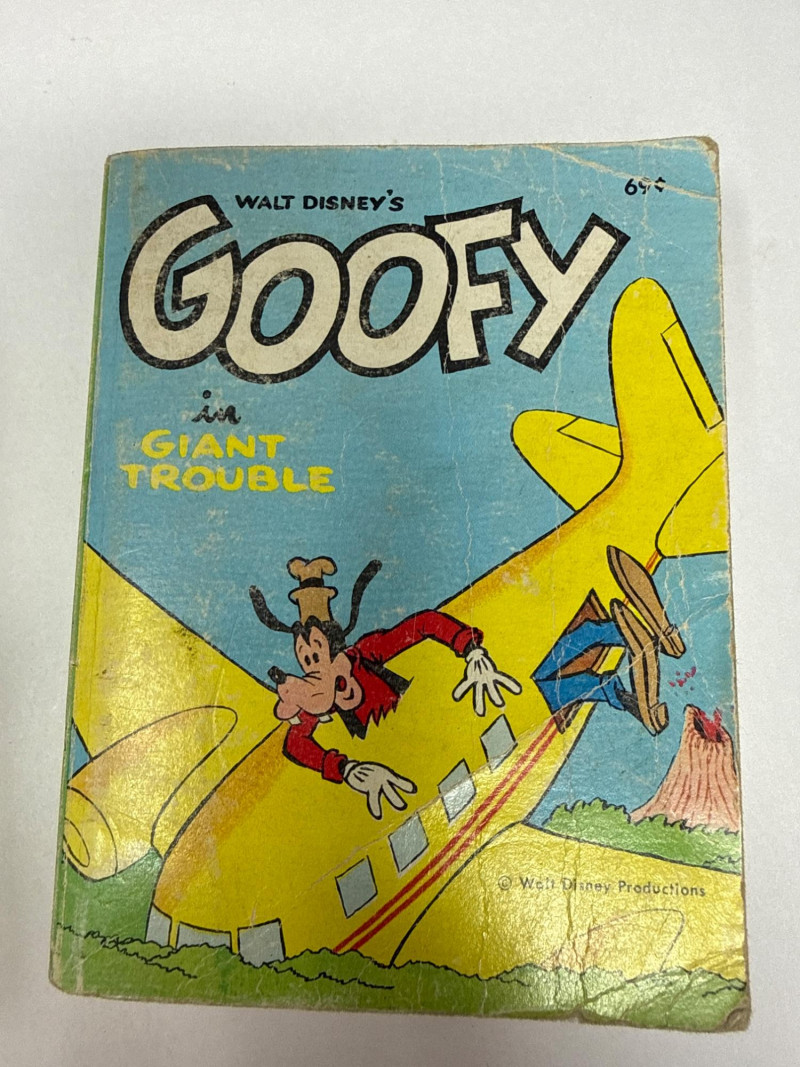 WALT DISNEY'S
69¢
GOOFY
in
GIANT
TROUBLE
© Walt Disney Productions